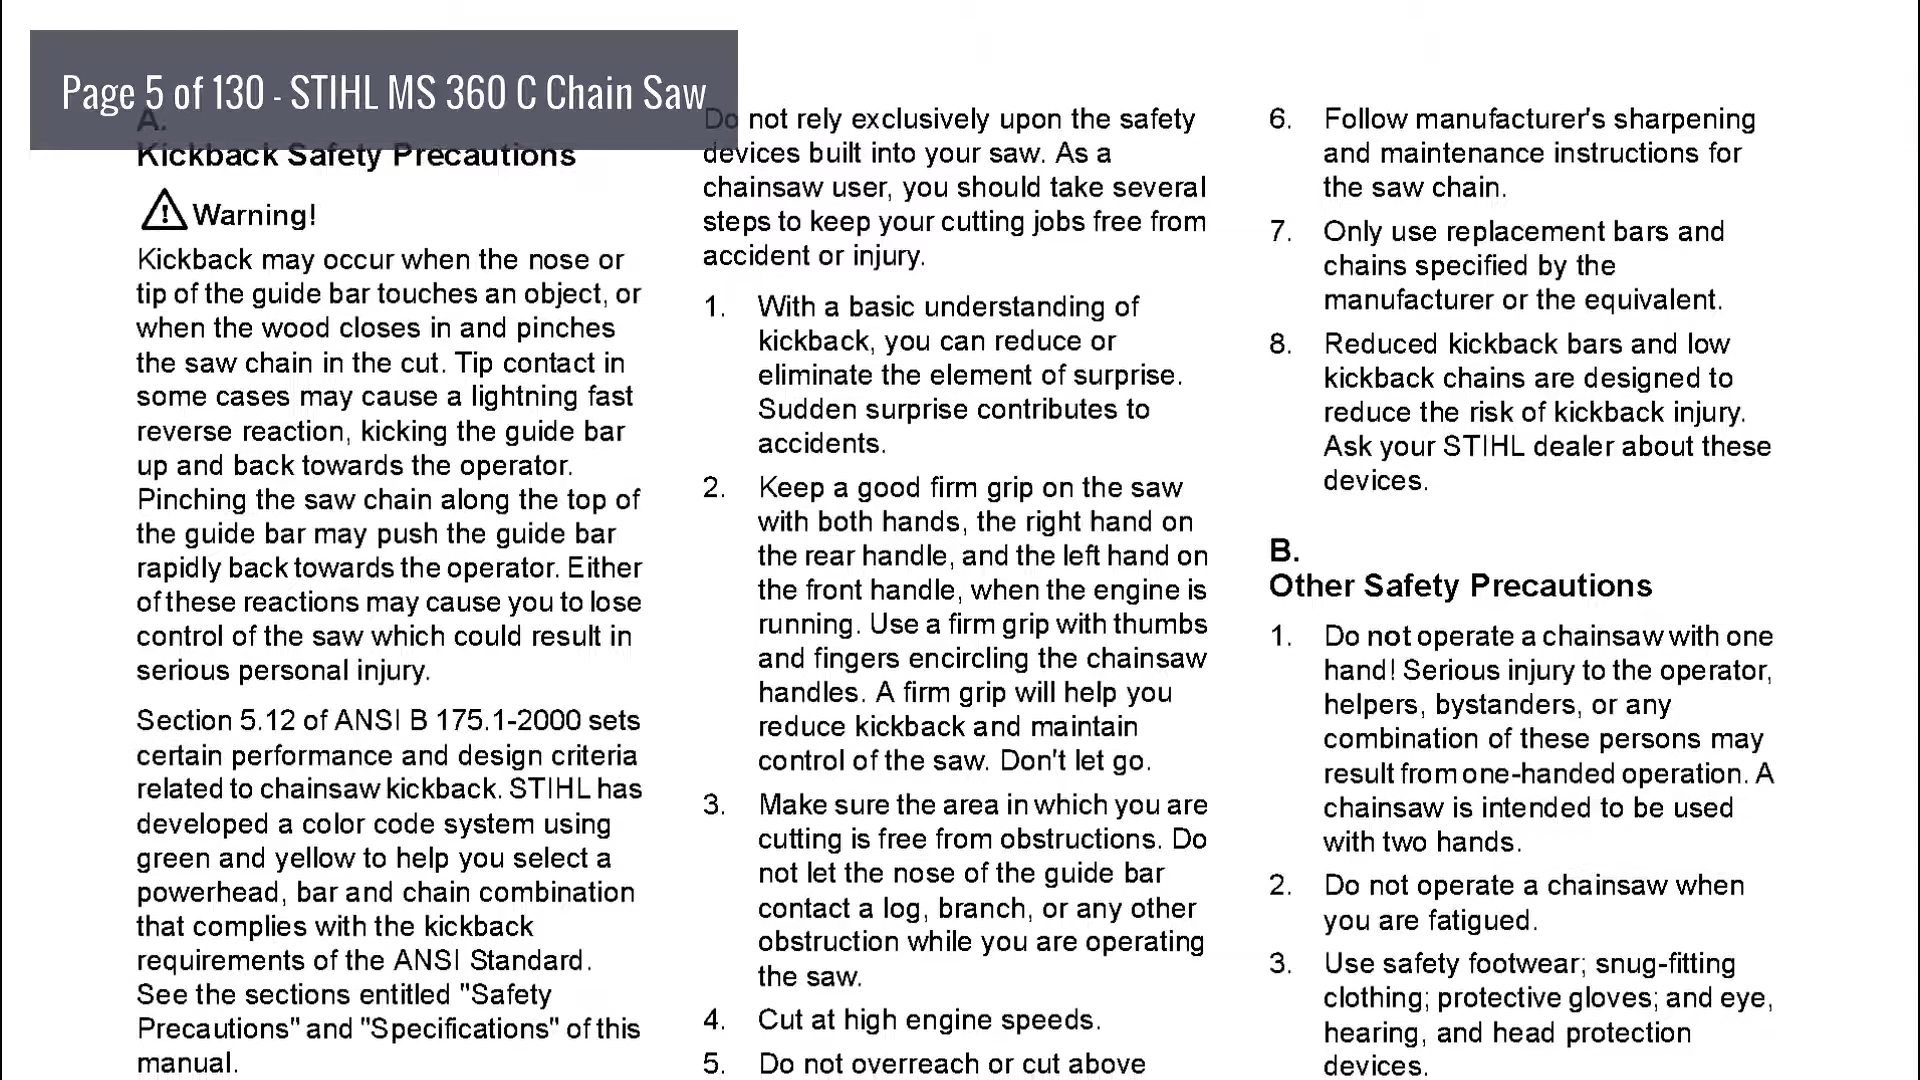 Page 5 of 130 - STIHL MS 360 C Chain Saw
A.
Kickback Safety Precautions
Warning!
Kickback may occur when the nose or
tip of the guide bar touches an object, or
when the wood closes in and pinches
the saw chain in the cut. Tip contact in
some cases may cause a lightning fast
reverse reaction, kicking the guide bar
up and back towards the operator.
Pinching the saw chain along the top of
the guide bar may push the guide bar
rapidly back towards the operator. Either
of these reactions may cause you to lose
control of the saw which could result in
serious personal injury.
Section 5.12 of ANSI B 175.1-2000 sets
certain performance and design criteria
related to chainsaw kickback. STIHL has
developed a color code system using
green and yellow to help you select a
powerhead, bar and chain combination
that complies with the kickback
requirements of the ANSI Standard.
See the sections entitled "Safety
Precautions" and "Specifications" of this
manual.
Do not rely exclusively upon the safety
devices built into your saw. As a
chainsaw user, you should take several
steps to keep your cutting jobs free from
accident or injury.
1. With a basic understanding of
kickback, you can reduce or
eliminate the element of surprise.
Sudden surprise contributes to
accidents.
2. Keep a good firm grip on the saw
with both hands, the right hand on
the rear handle, and the left hand on
the front handle, when the engine is
running. Use a firm grip with thumbs
and fingers encircling the chainsaw
handles. A firm grip will help you
reduce kickback and maintain
control of the saw. Don't let go.
3. Make sure the area in which you are
cutting is free from obstructions. Do
not let the nose of the guide bar
contact a log, branch, or any other
obstruction while you are operating
the saw.
4. Cut at high engine speeds.
5. Do not overreach or cut above
6. Follow manufacturer's sharpening
and maintenance instructions for
the saw chain.
7. Only use replacement bars and
chains specified by the
manufacturer or the equivalent.
8. Reduced kickback bars and low
kickback chains are designed to
reduce the risk of kickback injury.
Ask your STIHL dealer about these
devices.
B.
Other Safety Precautions
1. Do not operate a chainsaw with one
hand! Serious injury to the operator,
helpers, bystanders, or any
combination of these persons may
result from one-handed operation. A
chainsaw is intended to be used
with two hands.
2. Do not operate a chainsaw when
you are fatigued.
3. Use safety footwear; snug-fitting
clothing; protective gloves; and eye,
hearing, and head protection
devices.